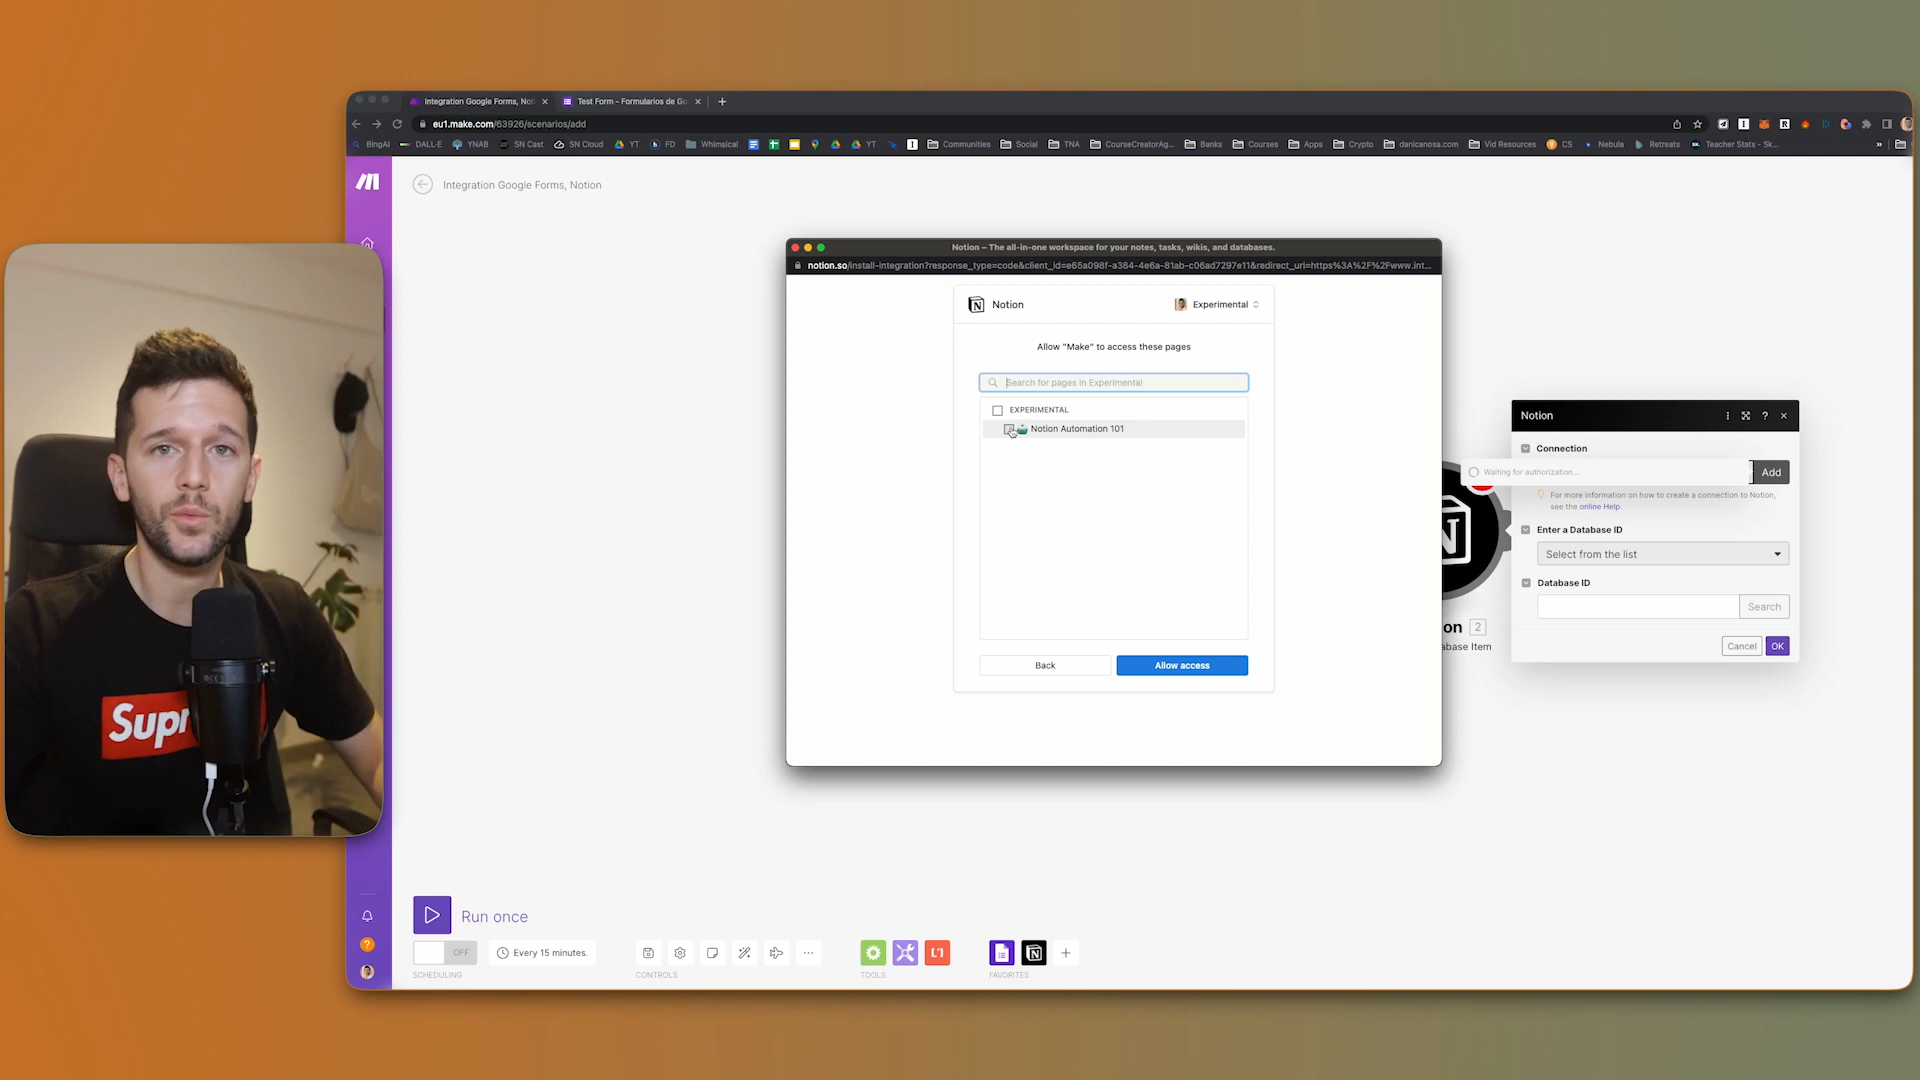 Integration Google Forms, Not
Test Form - Formularios de Go
eu1.make.com/63926/scenarios/add
BingAI
DALL-E
YNAB
SN Cast
SN Cloud
YT
FD
Whimsical
YT
Communities
Social
TNA
CourseCreatorAg...
Banks
Courses
Apps
Crypto
danicanosa.com
Vid Resources
CS
Nebula
Retreats
Teacher Stats - Sk...
Integration Google Forms, Notion
Notion – The all-in-one workspace for your notes, tasks, wikis, and databases.
notion.so/install-integration?response_type=code&client_id=e65a098f-a364-4e6a-81ab-c06ad7297e11&redirect_uri=https%3A%2F%2Fwww.int...
Notion
Experimental
Allow "Make" to access these pages
Search for pages in Experimental
EXPERIMENTAL
Notion Automation 101
Back
Allow access
Notion
Connection
Waiting for authorization...
Add
For more information on how to create a connection to Notion,
see the online Help.
Enter a Database ID
Select from the list
Database ID
Search
Cancel
OK
on 2
abase Item
Supr
Run once
OFF
Every 15 minutes.
SCHEDULING
CONTROLS
TOOLS
FAVORITES